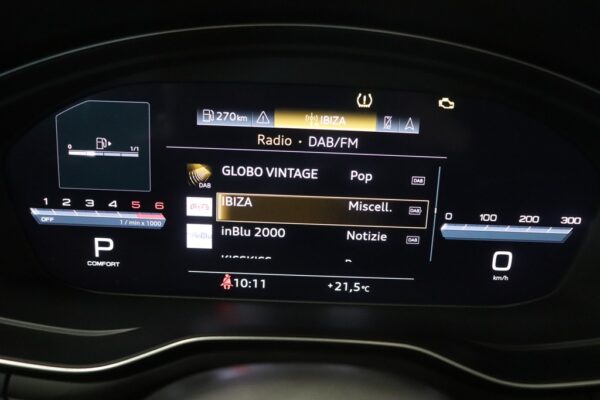 270km IBIZA
Radio • DAB/FM
0 1/1
GLOBO VINTAGE Pop DAB
DAB
IBIZA Miscell. DAB
inBlu 2000 Notizie DAB
1 2 3 4 5 6
OFF 1 / min x 1000
P
COMFORT
0 100 200 300
0
km/h
10:11 +21,5°C